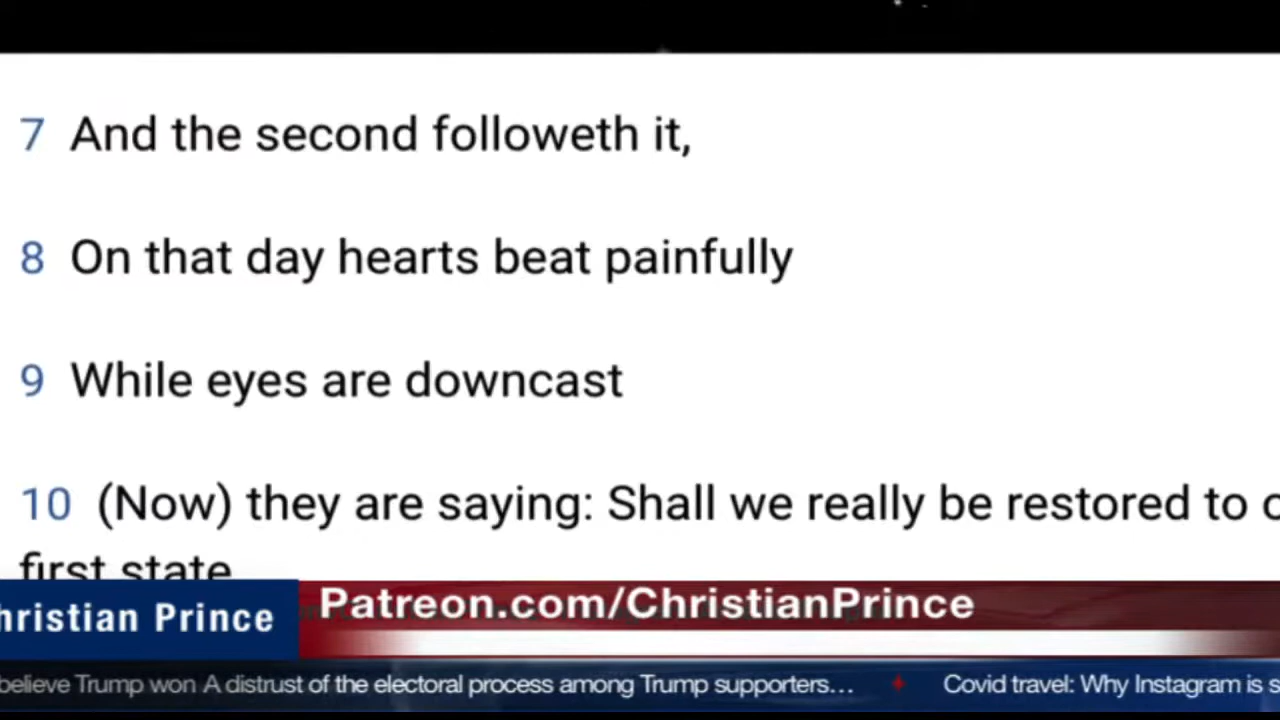 7 And the second followeth it,
8 On that day hearts beat painfully
9 While eyes are downcast
10 (Now) they are saying: Shall we really be restored to
first state
hristian Prince
Patreon.com/ChristianPrince
believe Trump won A distrust of the electoral process among Trump supporters... Covid travel: Why Instagram is